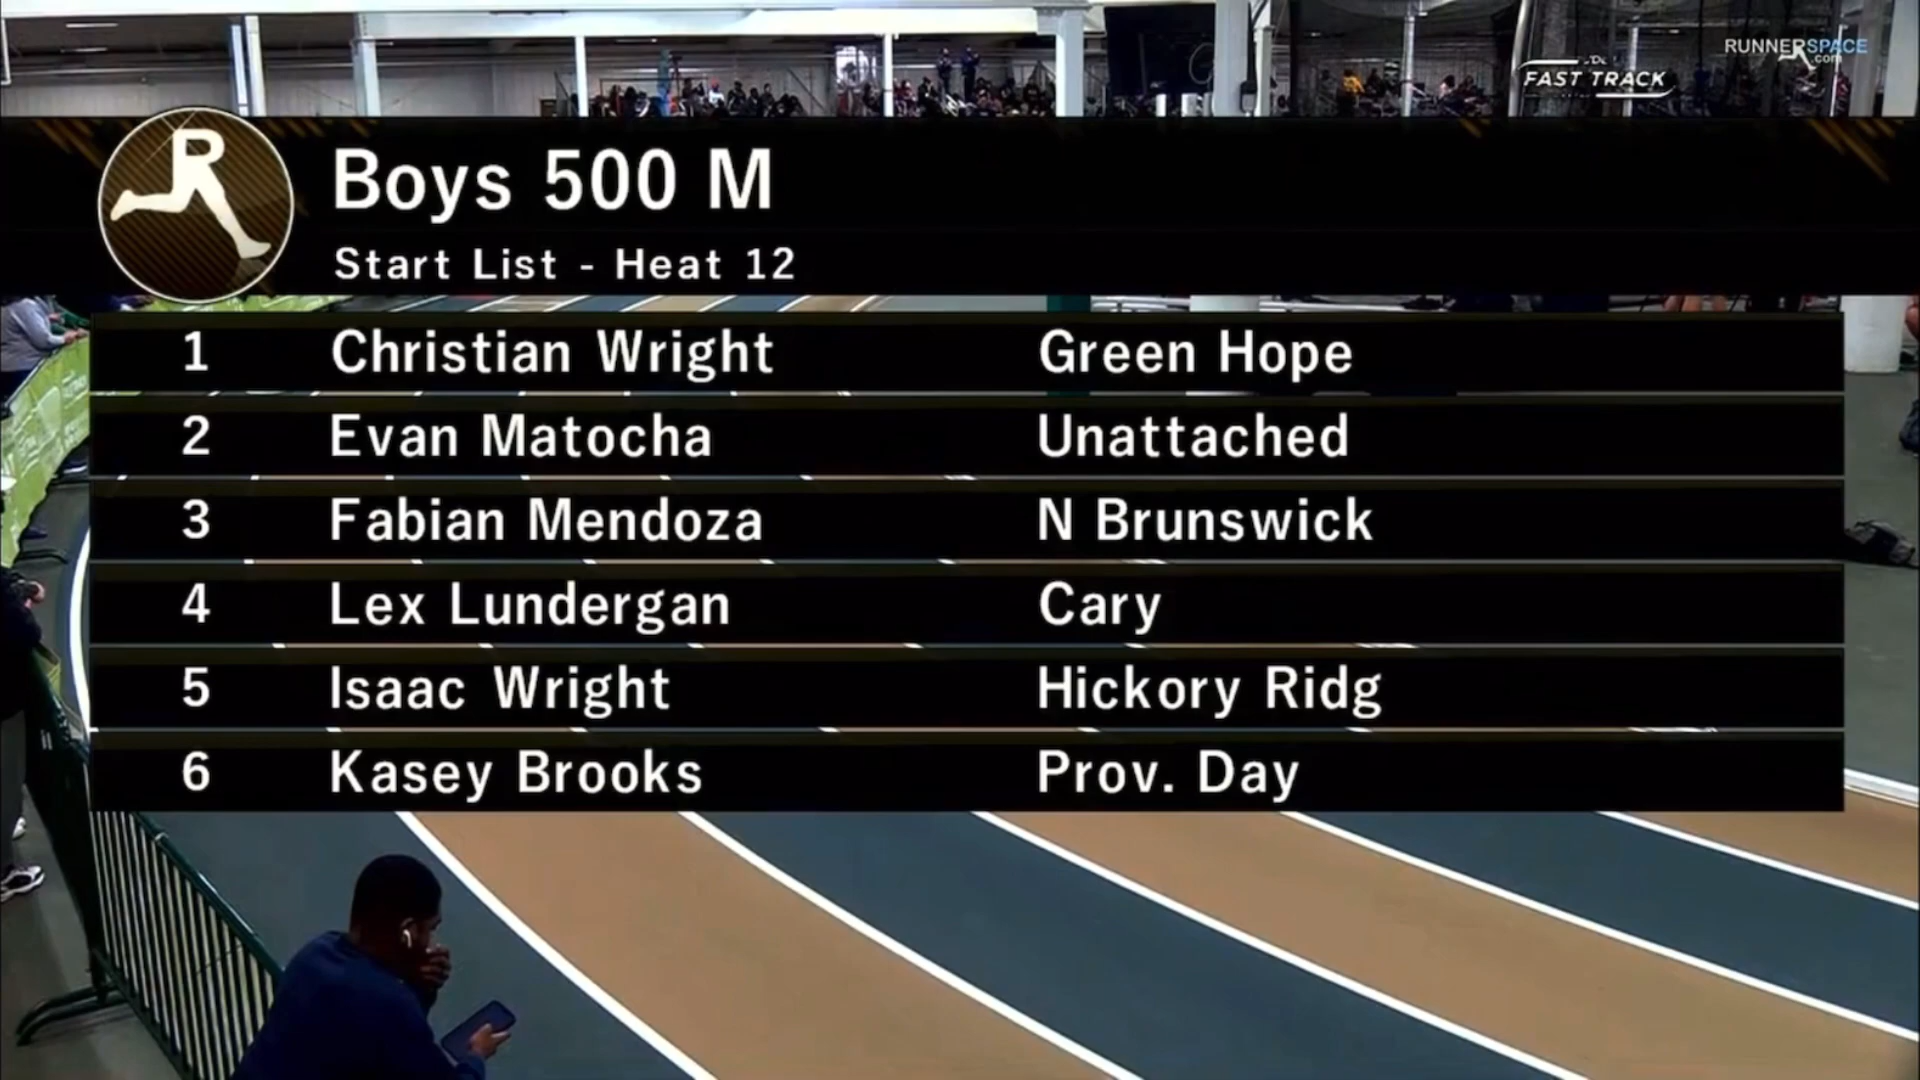 RUNNERSPACE
.com
FAST TRACK
R
Boys 500 M
Start List - Heat 12
1 Christian Wright Green Hope
2 Evan Matocha Unattached
3 Fabian Mendoza N Brunswick
4 Lex Lundergan Cary
5 Isaac Wright Hickory Ridg
6 Kasey Brooks Prov. Day